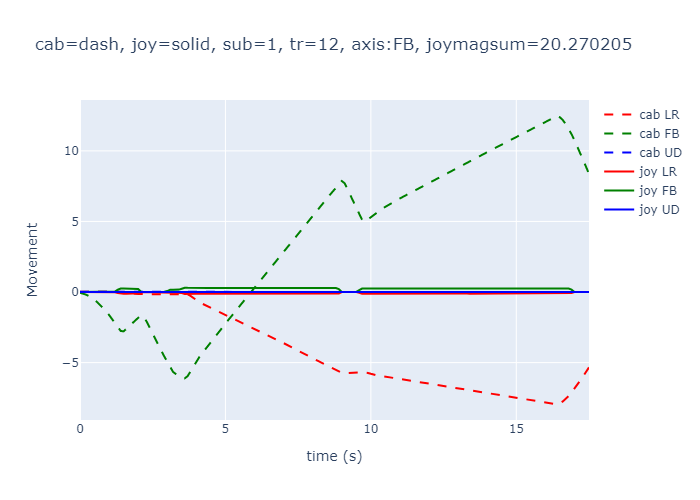 cab=dash, joy=solid, sub=1, tr=12, axis:FB, joymagsum=20.270205
cab LR
cab FB
cab UD
joy LR
joy FB
joy UD
10
5
0
−5
Movement
0
5
10
15
time (s)